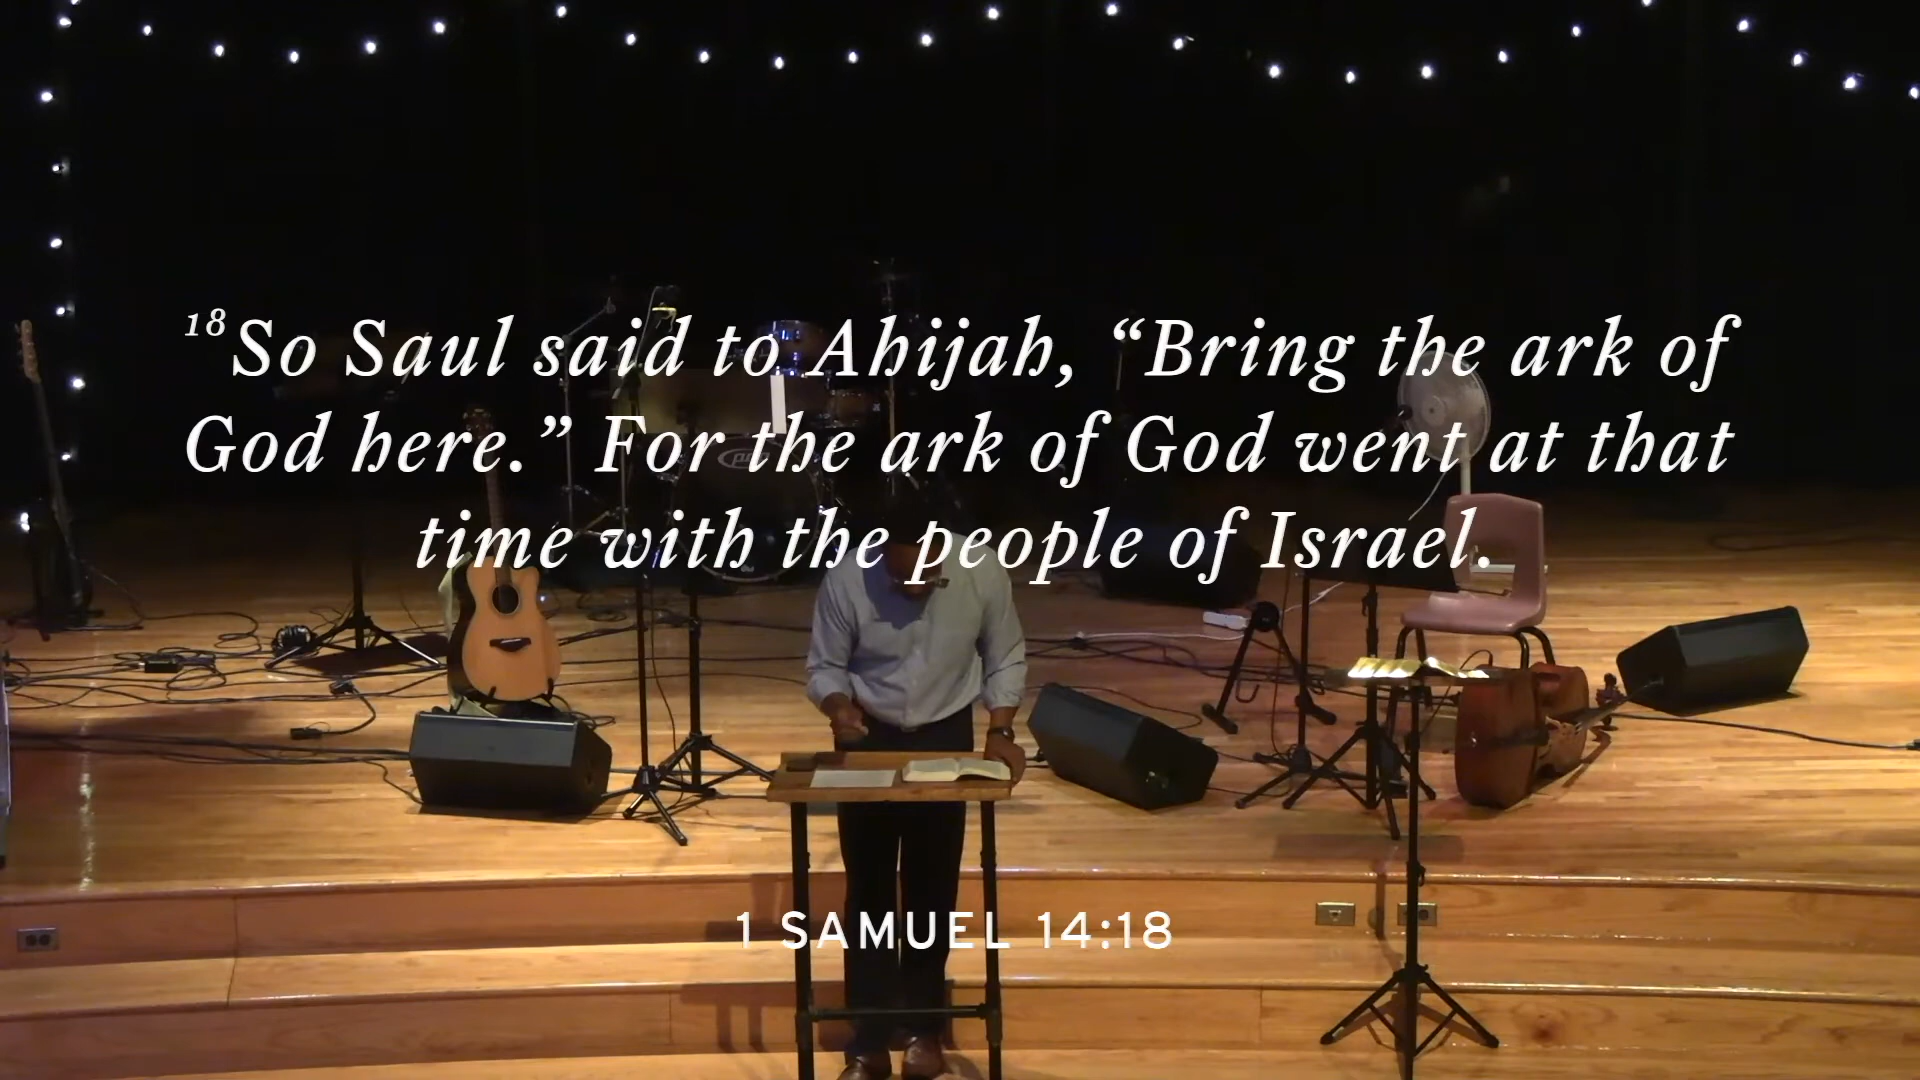 18So Saul said to Ahijah, “Bring the ark of
God here.” For the ark of God went at that
time with the people of Israel.
1 SAMUEL 14:18